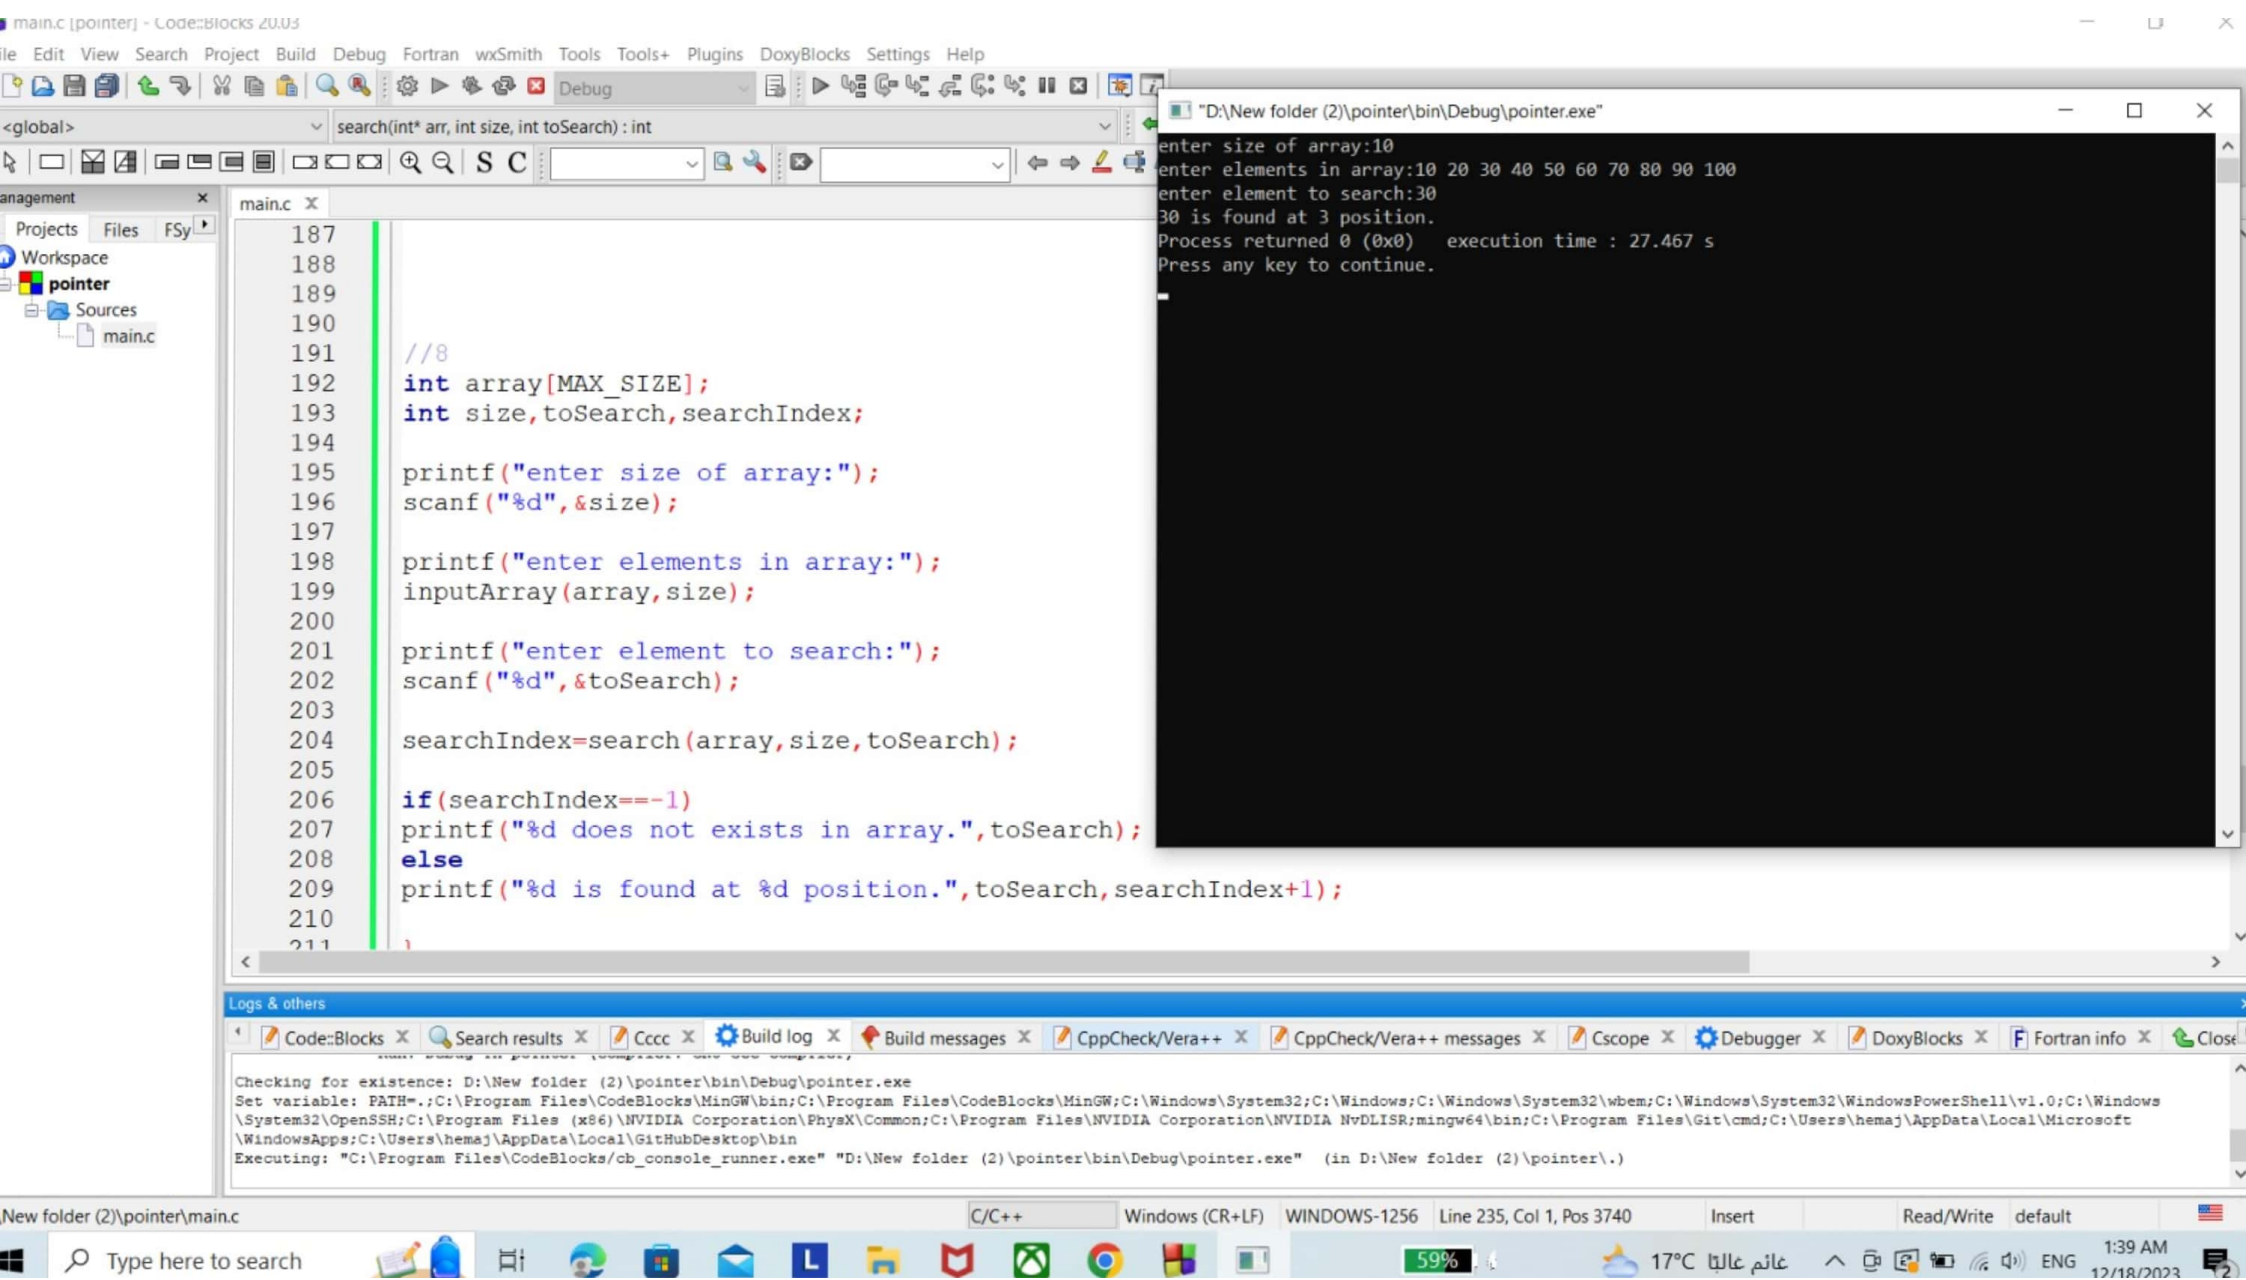 main.c [pointer] - Code::Blocks 20.03
ile Edit View Search Project Build Debug Fortran wxSmith Tools Tools+ Plugins DoxyBlocks Settings Help
Debug
<global>
search(int* arr, int size, int toSearch) : int
S C
anagement
Projects Files FSy
Workspace
pointer
Sources
main.c
main.c
187
188
189
190
191 //8
192 int array[MAX_SIZE];
193 int size,toSearch,searchIndex;
194
195 printf("enter size of array:");
196 scanf("%d",&size);
197
198 printf("enter elements in array:");
199 inputArray(array,size);
200
201 printf("enter element to search:");
202 scanf("%d",&toSearch);
203
204 searchIndex=search(array,size,toSearch);
205
206 if(searchIndex==-1)
207 printf("%d does not exists in array.",toSearch);
208 else
209 printf("%d is found at %d position.",toSearch,searchIndex+1);
210
211 }
"D:\New folder (2)\pointer\bin\Debug\pointer.exe"
enter size of array:10
enter elements in array:10 20 30 40 50 60 70 80 90 100
enter element to search:30
30 is found at 3 position.
Process returned 0 (0x0) execution time : 27.467 s
Press any key to continue.
Logs & others
Code::Blocks Search results Cccc Build log Build messages CppCheck/Vera++ CppCheck/Vera++ messages Cscope Debugger DoxyBlocks Fortran info Close
Checking for existence: D:\New folder (2)\pointer\bin\Debug\pointer.exe
Set variable: PATH=.;C:\Program Files\CodeBlocks\MinGW\bin;C:\Program Files\CodeBlocks\MinGW;C:\Windows\System32;C:\Windows;C:\Windows\System32\wbem;C:\Windows\System32\WindowsPowerShell\v1.0;C:\Windows
\System32\OpenSSH;C:\Program Files (x86)\NVIDIA Corporation\PhysX\Common;C:\Program Files\NVIDIA Corporation\NVIDIA NvDLISR;mingw64\bin;C:\Program Files\Git\cmd;C:\Users\hemaj\AppData\Local\Microsoft
\WindowsApps;C:\Users\hemaj\AppData\Local\GitHubDesktop\bin
Executing: "C:\Program Files\CodeBlocks/cb_console_runner.exe" "D:\New folder (2)\pointer\bin\Debug\pointer.exe" (in D:\New folder (2)\pointer\.)
\New folder (2)\pointer\main.c C/C++ Windows (CR+LF) WINDOWS-1256 Line 235, Col 1, Pos 3740 Insert Read/Write default
Type here to search
L
59%
17°C غائم غالبًا
ENG
1:39 AM
12/18/2023
2